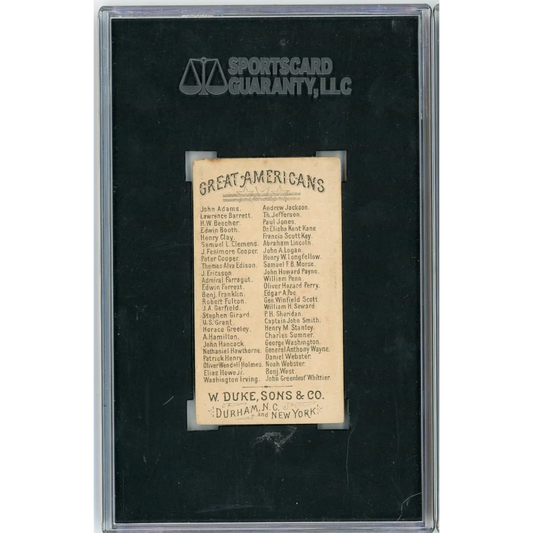 SPORTSCARD
GUARANTY, LLC
GREAT AMERICANS
John Adams.
Lawrence Barrett.
H.W. Beecher.
Edwin Booth.
Henry Clay.
Samuel L. Clemens.
J. Fenimore Cooper.
Peter Cooper.
Thomas Alva Edison.
J. Ericsson.
Admiral Farragut.
Edwin Forrest.
Benj. Franklin.
Robert Fulton.
J.A. Garfield.
Stephen Girard.
U.S. Grant.
Horace Greeley.
A. Hamilton.
John Hancock.
Nathaniel Hawthorne.
Patrick Henry.
Oliver Wendell Holmes.
Elias Howe Jr.
Washington Irving.
Andrew Jackson.
Th. Jefferson.
Paul Jones.
Dr. Elisha Kent Kane
Francis Scott Key.
Abraham Lincoln.
John A. Logan.
Henry W. Longfellow.
Samuel F. B. Morse.
John Howard Payne.
William Penn.
Oliver Hazard Perry.
Edgar A. Poe.
Gen. Winfield Scott
William H. Seward.
P.H. Sheridan.
Captain John Smith.
Henry M. Stanley.
Charles Sumner.
George Washington.
General Anthony Wayne.
Daniel Webster.
Noah Webster.
Benj. West.
John Greenleaf Whittier.
W. DUKE, SONS & CO.
DURHAM, N.C. and NEW YORK